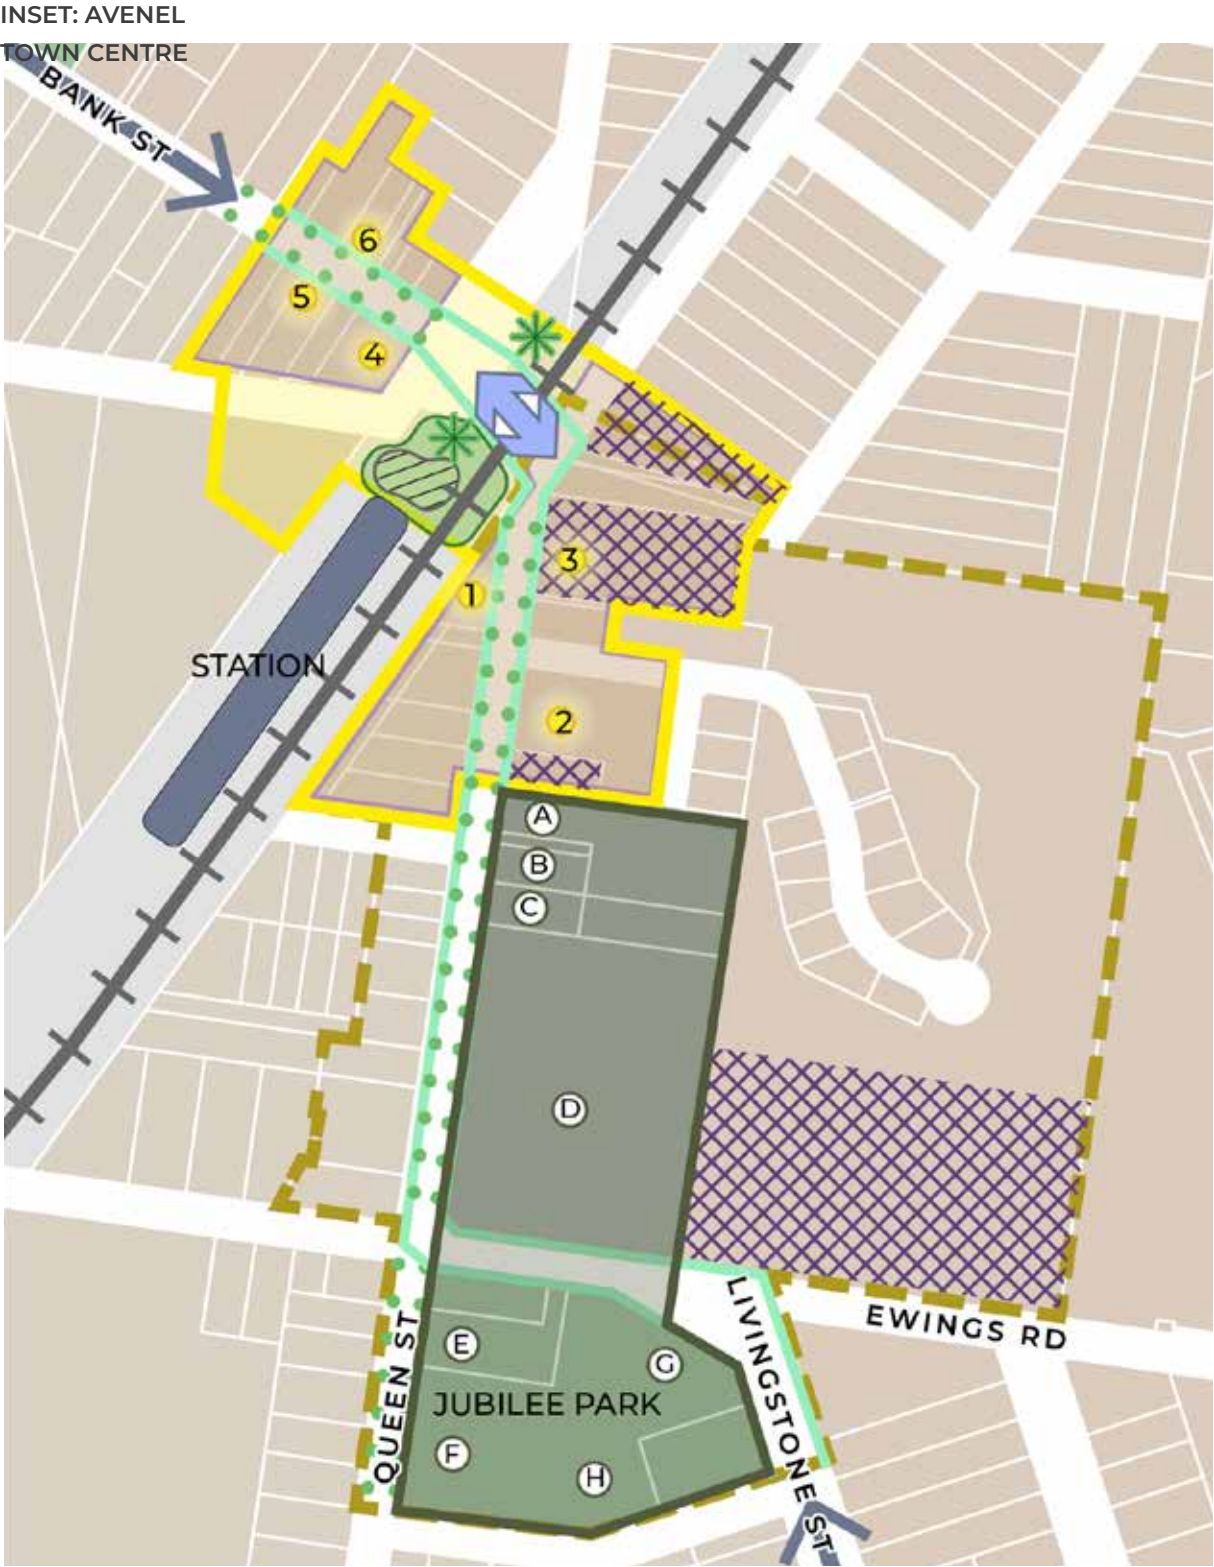 INSET: AVENEL
TOWN CENTRE
BANK ST
6
5
4
3
1
STATION
2
A
B
C
D
LIVINGSTONE ST
EWINGS RD
QUEEN ST
E
G
JUBILEE PARK
F
H